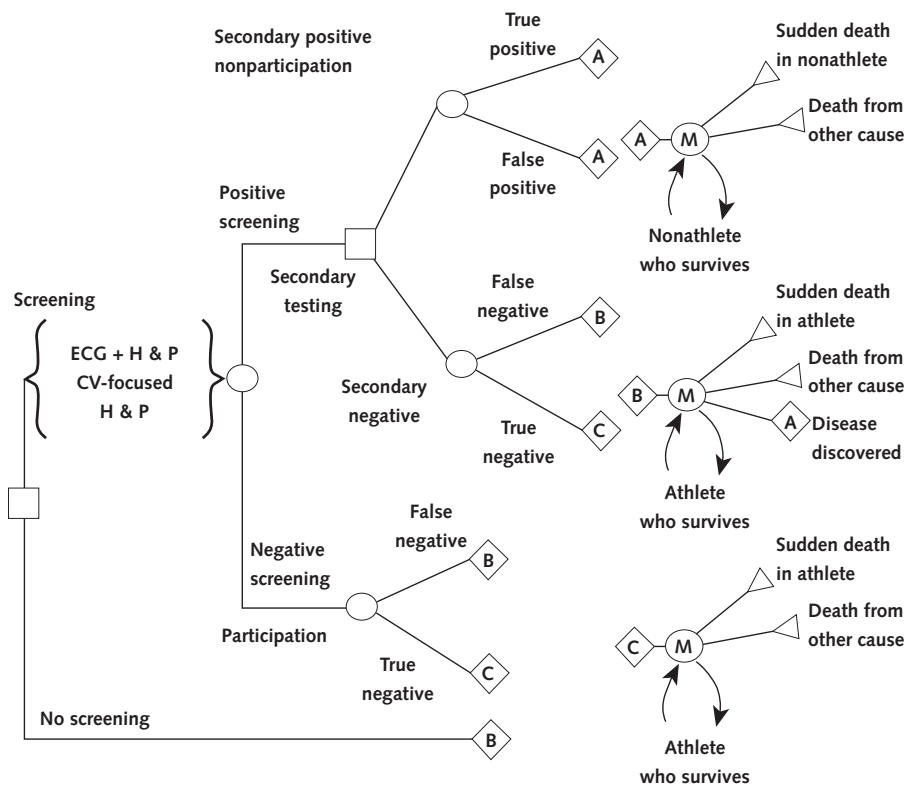 Secondary positive
nonparticipation
True
positive
A
False
positive
A
Positive
screening
Secondary
testing
Screening
ECG + H & P
CV-focused
H & P
False
negative
B
Secondary
negative
True
negative
C
Negative
screening
Participation
False
negative
B
True
negative
C
No screening
B
Sudden death
in nonathlete
Death from
other cause
A
M
Nonathlete
who survives
Sudden death
in athlete
Death from
other cause
B
M
A
Disease
discovered
Athlete
who survives
Sudden death
in athlete
Death from
other cause
C
M
Athlete
who survives